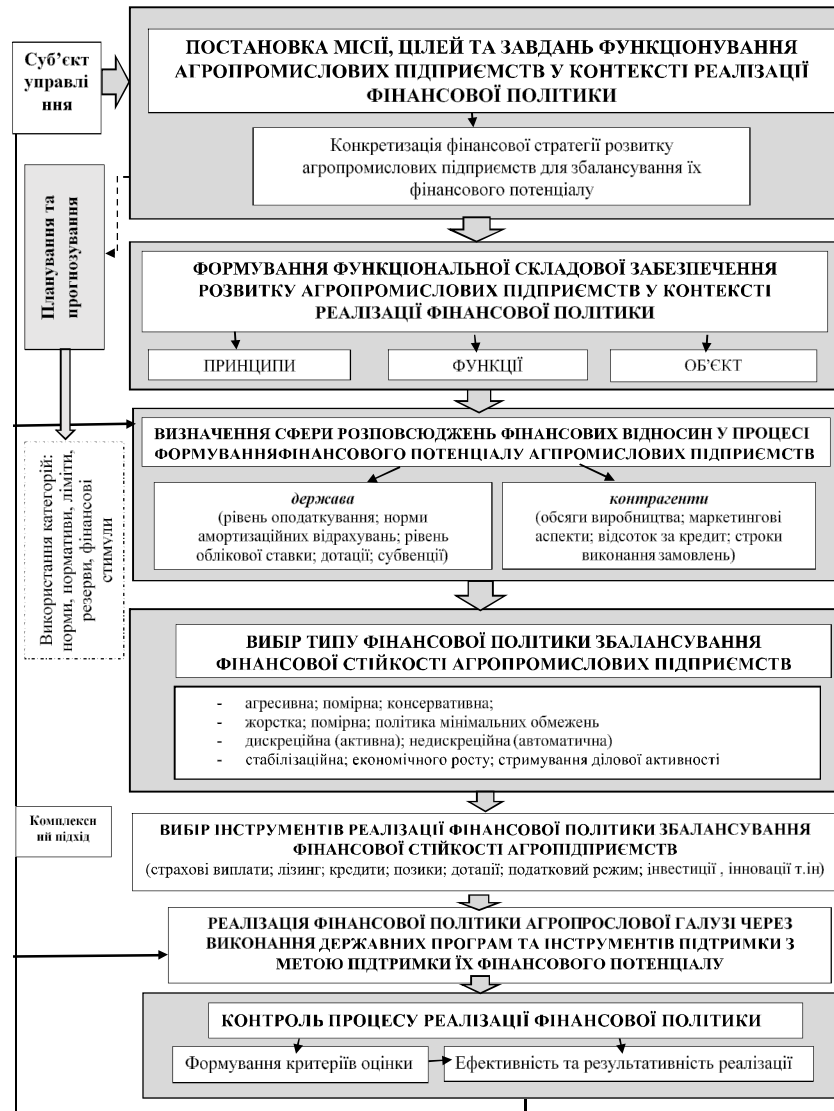 Суб’єкт
управлі
ння
ПОСТАНОВКА МІСІЇ, ЦІЛЕЙ ТА ЗАВДАНЬ ФУНКЦІОНУВАННЯ
АГРОПРОМИСЛОВИХ ПІДПРИЄМСТВ У КОНТЕКСТІ РЕАЛІЗАЦІЇ
ФІНАНСОВОЇ ПОЛІТИКИ
Конкретизація фінансової стратегії розвитку
агропромислових підприємств для збалансування їх
фінансового потенціалу
Планування та
прогнозування
ФОРМУВАННЯ ФУНКЦІОНАЛЬНОЇ СКЛАДОВОЇ ЗАБЕЗПЕЧЕННЯ
РОЗВИТКУ АГРОПРОМИСЛОВИХ ПІДПРИЄМСТВ У КОНТЕКСТІ
РЕАЛІЗАЦІЇ ФІНАНСОВОЇ ПОЛІТИКИ
ПРИНЦИПИ
ФУНКЦІЇ
ОБ’ЄКТ
ВИЗНАЧЕННЯ СФЕРИ РОЗПОВСЮДЖЕНЬ ФІНАНСОВИХ ВІДНОСИН У ПРОЦЕСІ
ФОРМУВАННЯФІНАНСОВОГО ПОТЕНЦІАЛУ АГПРОМИСЛОВИХ ПІДПРИЄМСТВ
держава
(рівень оподаткування; норми
амортизаційних відрахувань; рівень
облікової ставки; дотації; субвенції)
контрагенти
(обсяги виробництва; маркетингові
аспекти; відсоток за кредит; строки
виконання замовлень)
Використання категорій:
норми, нормативи, ліміти,
резерви, фінансові
стимули
ВИБІР ТИПУ ФІНАНСОВОЇ ПОЛІТИКИ ЗБАЛАНСУВАННЯ
ФІНАНСОВОЇ СТІЙКОСТІ АГРОПРОМИСЛОВИХ ПІДПРИЄМСТВ
- агресивна; помірна; консервативна;
- жорстка; помірна; політика мінімальних обмежень
- дискреційна (активна); недискреційна (автоматична)
- стабілізаційна; економічного росту; стримування ділової активності
Комплексн
ий підхід
ВИБІР ІНСТРУМЕНТІВ РЕАЛІЗАЦІЇ ФІНАНСОВОЇ ПОЛІТИКИ ЗБАЛАНСУВАННЯ
ФІНАНСОВОЇ СТІЙКОСТІ АГРОПІДПРИЄМСТВ
(страхові виплати; лізинг; кредити; позики; дотації; податковий режим; інвестиції , інновації т.ін)
РЕАЛІЗАЦІЯ ФІНАНСОВОЇ ПОЛІТИКИ АГРОПРОСЛОВОЇ ГАЛУЗІ ЧЕРЕЗ
ВИКОНАННЯ ДЕРЖАВНИХ ПРОГРАМ ТА ІНСТРУМЕНТІВ ПІДТРИМКИ З
МЕТОЮ ПІДТРИМКИ ЇХ ФІНАНСОВОГО ПОТЕНЦІАЛУ
КОНТРОЛЬ ПРОЦЕСУ РЕАЛІЗАЦІЇ ФІНАНСОВОЇ ПОЛІТИКИ
Формування критеріїв оцінки
Ефективність та результативність реалізації